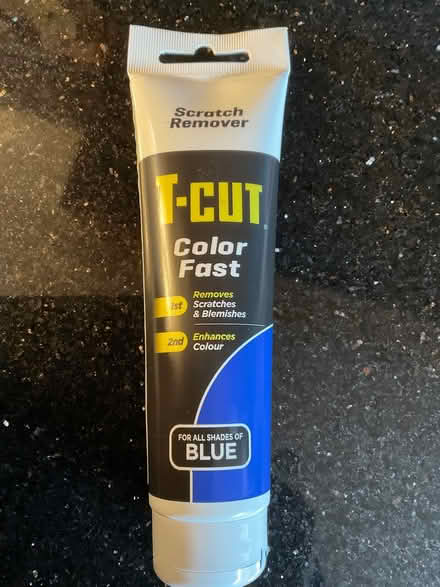 Scratch
Remover
T-CUT
Color
Fast
1st
Removes
Scratches
& Blemishes
2nd
Enhances
Colour
FOR ALL SHADES OF
BLUE